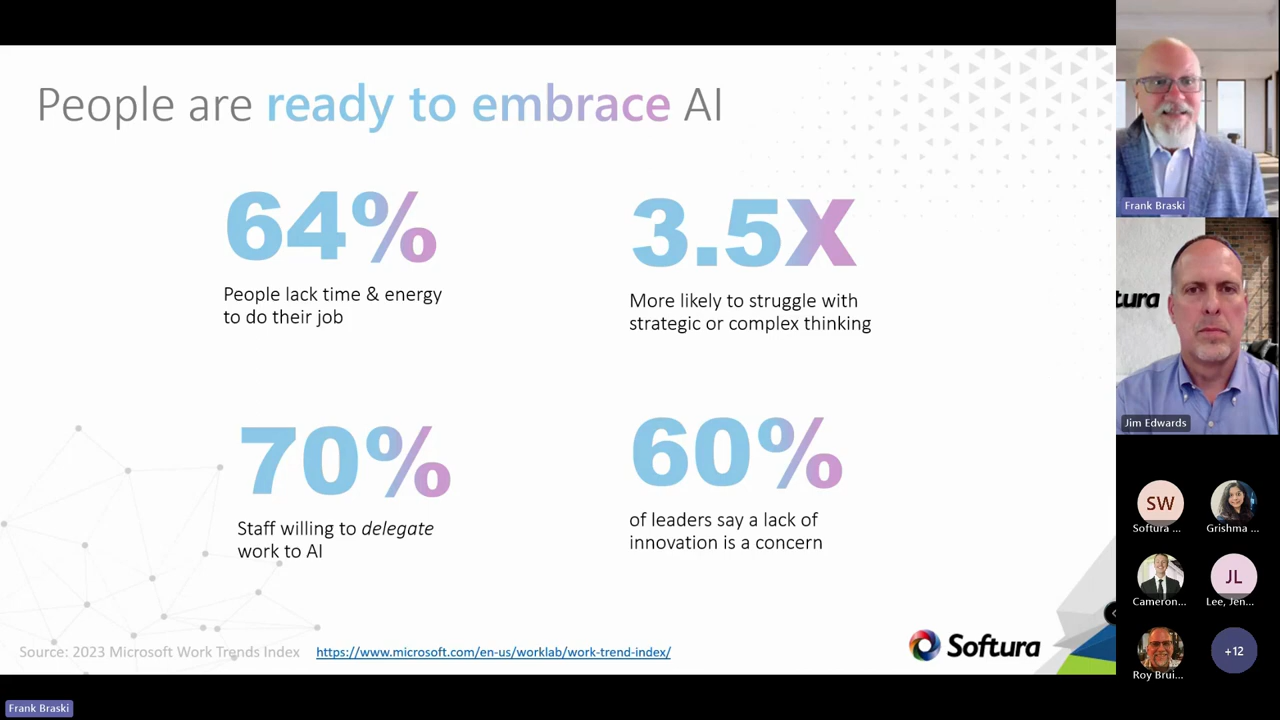 People are ready to embrace AI
64%
People lack time & energy
to do their job
3.5X
More likely to struggle with
strategic or complex thinking
70%
Staff willing to delegate
work to AI
60%
of leaders say a lack of
innovation is a concern
Source: 2023 Microsoft Work Trends Index https://www.microsoft.com/en-us/worklab/work-trend-index/
Softura
Frank Braski
tura
Jim Edwards
SW
Softura ...
Grishma ...
Cameron...
JL
Lee, Jen...
Roy Brui...
+12
Frank Braski